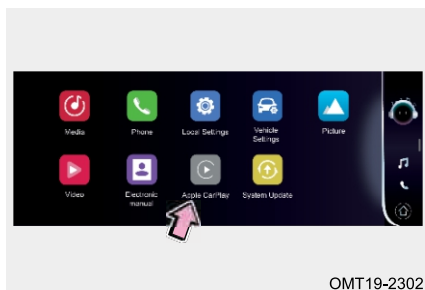 Media Phone Local Settings Vehicle Settings Picture
Video Electronic manual Apple CarPlay System Update
OMT19-2302